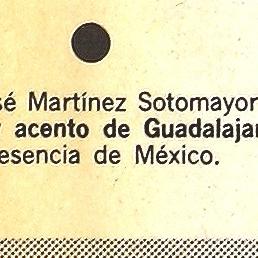 sé Martínez Sotomayor
acento de Guadalajar
esencia de México.